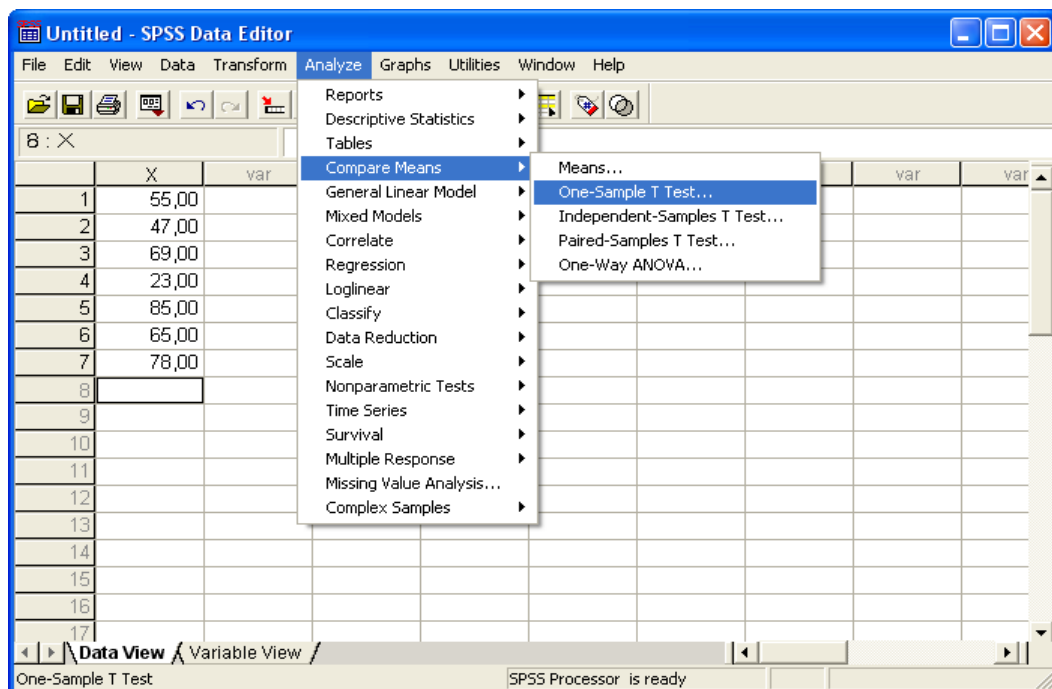 Untitled - SPSS Data Editor
File Edit View Data Transform Analyze Graphs Utilities Window Help
8 : X
X var var var
1 55,00
2 47,00
3 69,00
4 23,00
5 85,00
6 65,00
7 78,00
8
9
10
11
12
13
14
15
16
17
Reports
Descriptive Statistics
Tables
Compare Means
General Linear Model
Mixed Models
Correlate
Regression
Loglinear
Classify
Data Reduction
Scale
Nonparametric Tests
Time Series
Survival
Multiple Response
Missing Value Analysis...
Complex Samples
Means...
One-Sample T Test...
Independent-Samples T Test...
Paired-Samples T Test...
One-Way ANOVA...
Data View Variable View
One-Sample T Test SPSS Processor is ready